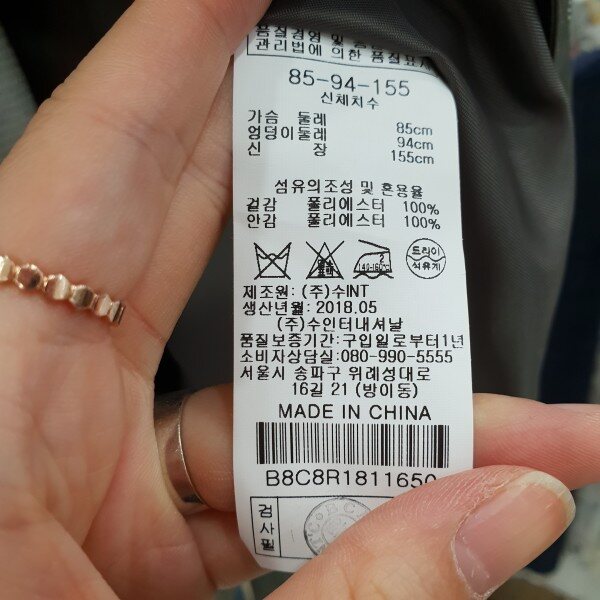 품질경영 및
관리법에 의한 품질표시
85-94-155
신체치수
가슴 둘레 85cm
엉덩이둘레 94cm
신 장 155cm
섬유의조성 및 혼용율
겉감 폴리에스터 100%
안감 폴리에스터 100%
드라이
석유계
제조원: (주)수INT
생산년월: 2018.05
(주)수인터내셔날
품질보증기간: 구입일로부터1년
소비자상담실:080-990-5555
서울시 송파구 위례성대로
16길 21 (방이동)
MADE IN CHINA
B8C8R1811650
검사필